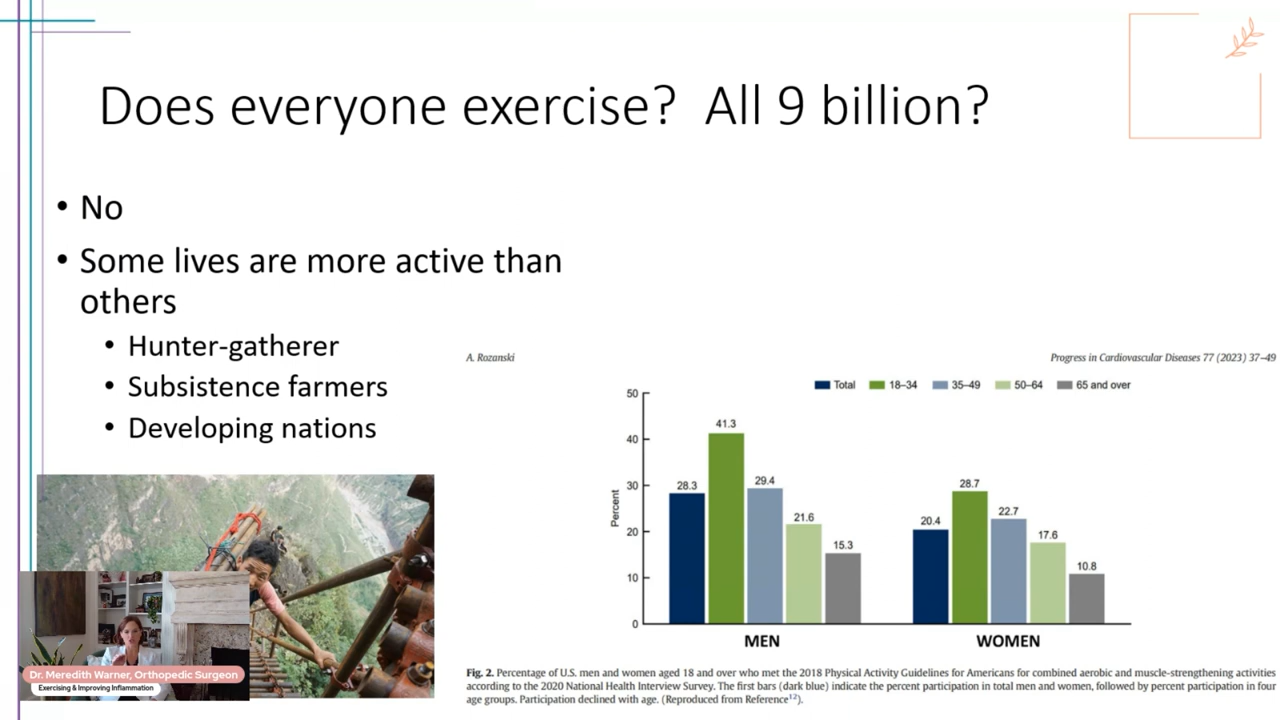 Does everyone exercise? All 9 billion?
• No
• Some lives are more active than
others
• Hunter-gatherer
• Subsistence farmers
• Developing nations
A. Rozanski
Progress in Cardiovascular Diseases 77 (2023) 37–49
Total 18–34 35–49 50–64 65 and over
Percent
50
40
30
20
10
0
28.3
41.3
29.4
21.6
15.3
20.4
28.7
22.7
17.6
10.8
MEN
WOMEN
Fig. 2. Percentage of U.S. men and women aged 18 and over who met the 2018 Physical Activity Guidelines for Americans for combined aerobic and muscle-strengthening activities
according to the 2020 National Health Interview Survey. The first bars (dark blue) indicate the percent participation in total men and women, followed by percent participation in four
age groups. Participation declined with age. (Reproduced from Reference12).
Dr. Meredith Warner, Orthopedic Surgeon
Exercising & Improving Inflammation